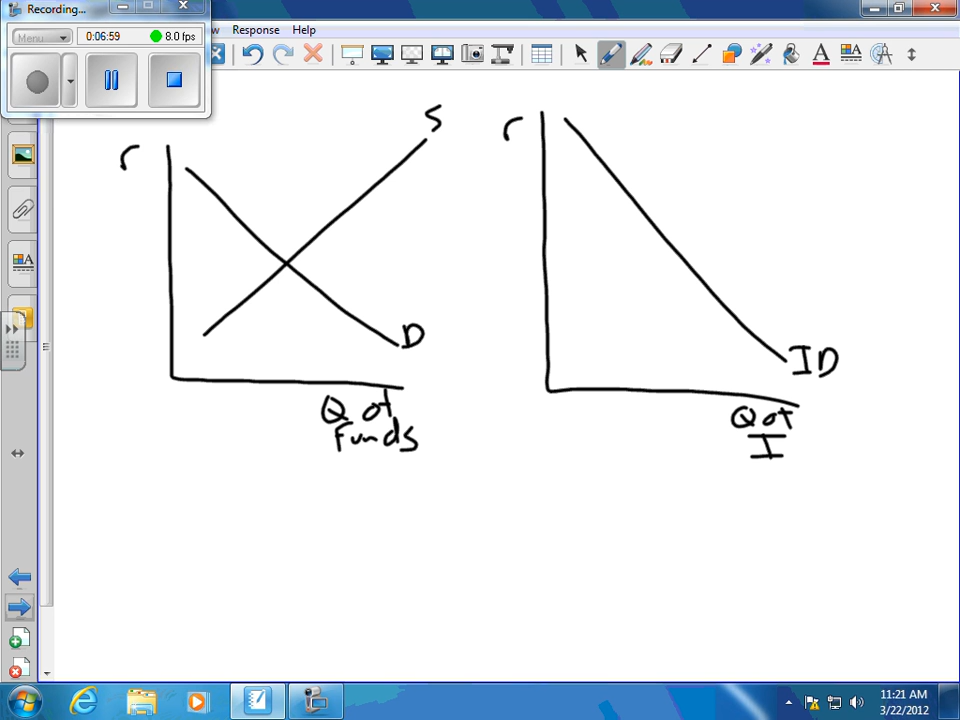 Recording...
Menu
0:06:59
8.0 fps
w
Response
Help
r
S
D
Q of
Funds
r
ID
Q of
I
11:21 AM
3/22/2012